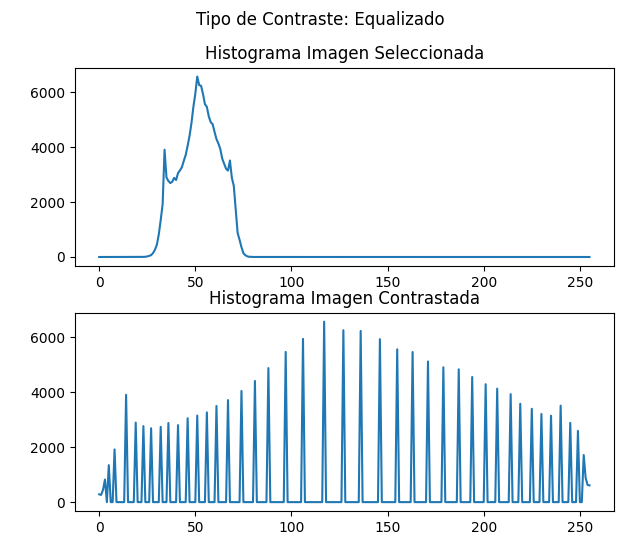 Tipo de Contraste: Equalizado
Histograma Imagen Seleccionada
6000
4000
2000
0
0 50 100 150 200 250
Histograma Imagen Contrastada
6000
4000
2000
0
0 50 100 150 200 250